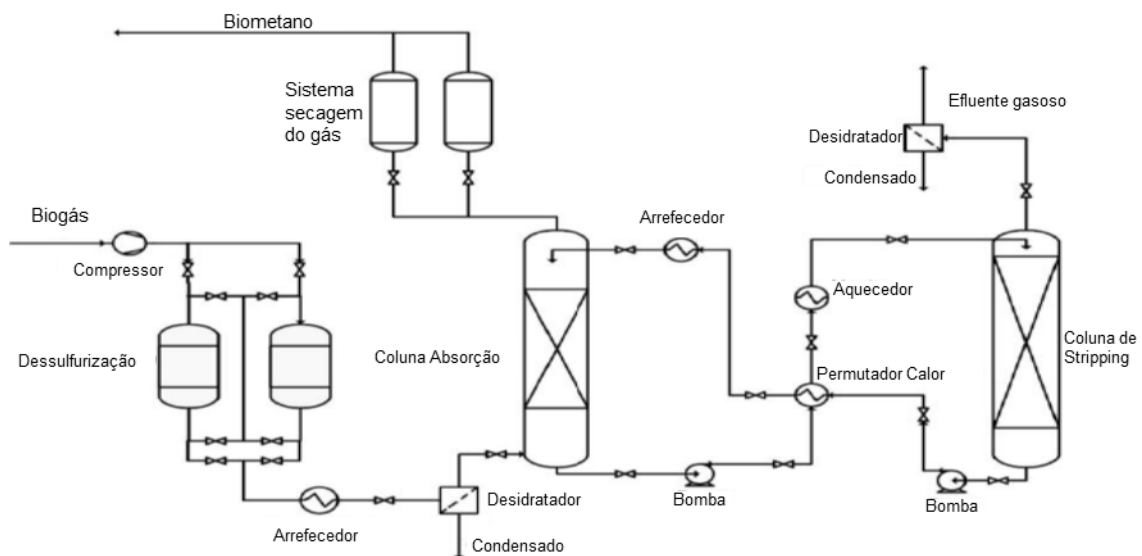 Biometano
Sistema
secagem
do gás
Efluente gasoso
Desidratador
Condensado
Biogás
Compressor
Arrefecedor
Aquecedor
Dessulfurização
Coluna Absorção
Coluna de
Stripping
Permutador Calor
Desidratador
Bomba
Bomba
Arrefecedor
Condensado